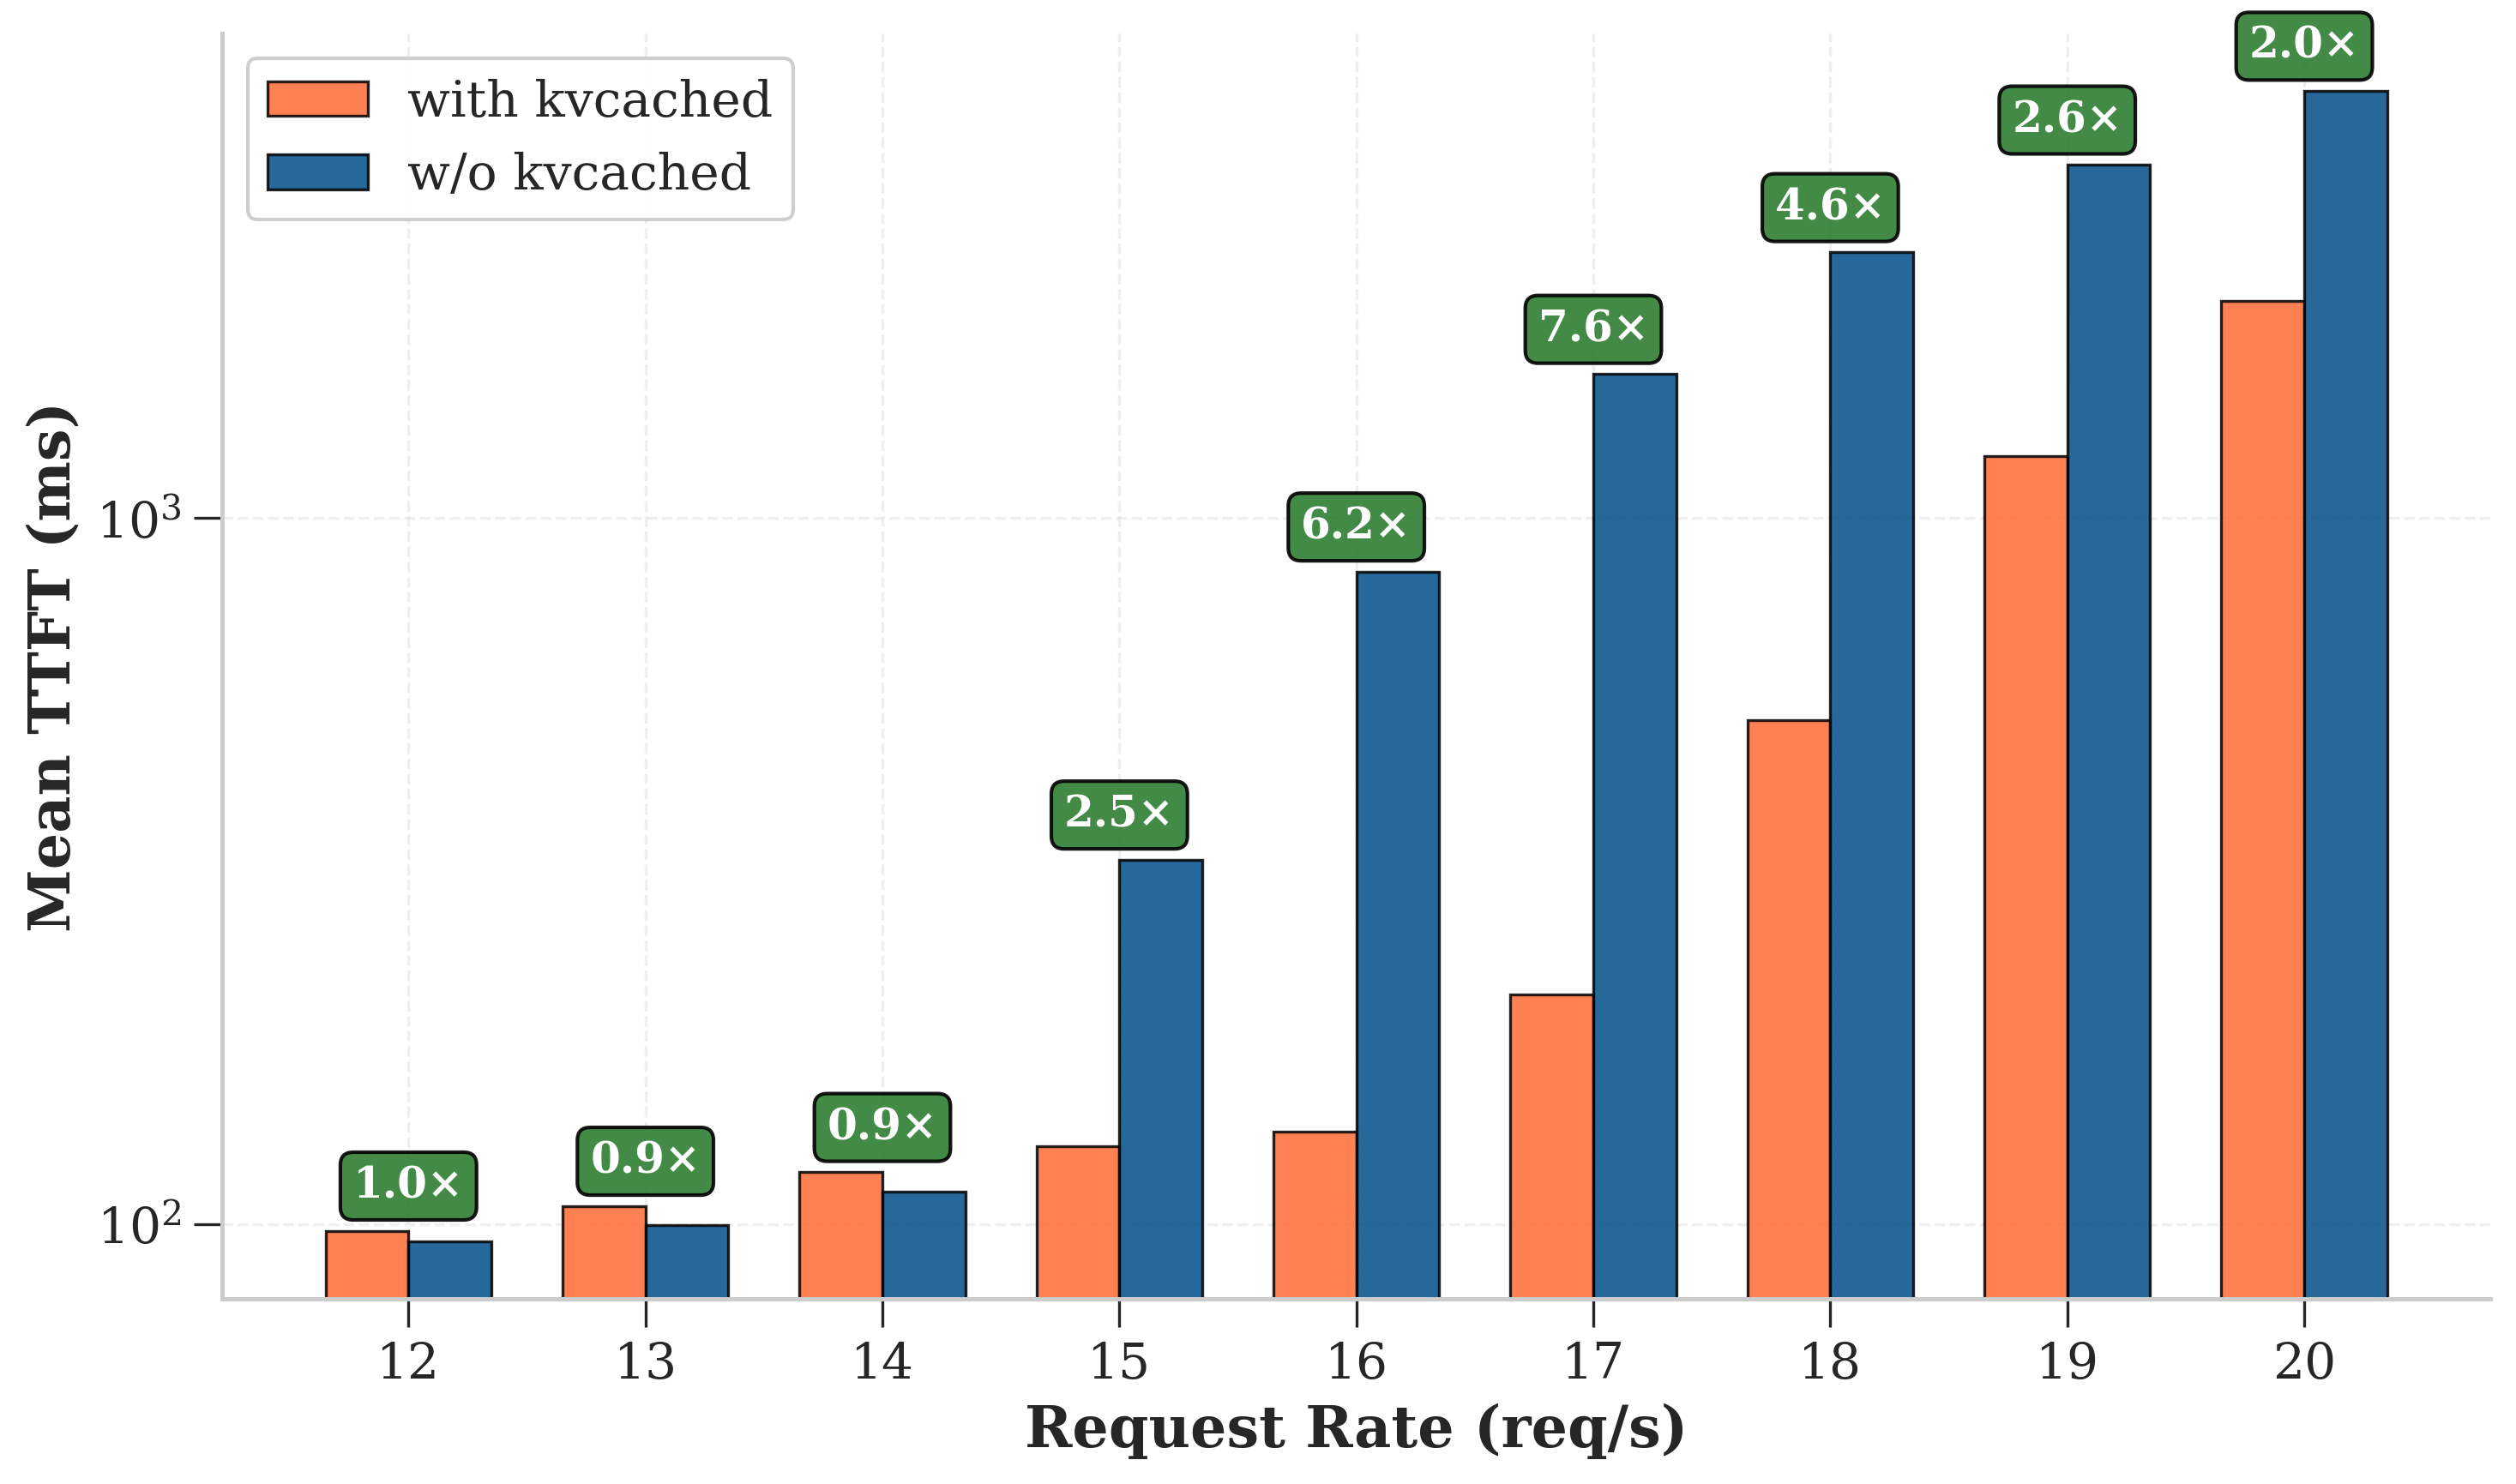 with kvcached
w/o kvcached
2.0×
2.6×
4.6×
7.6×
6.2×
2.5×
0.9×
0.9×
1.0×
Mean TTFT (ms)
10³
10²
12 13 14 15 16 17 18 19 20
Request Rate (req/s)